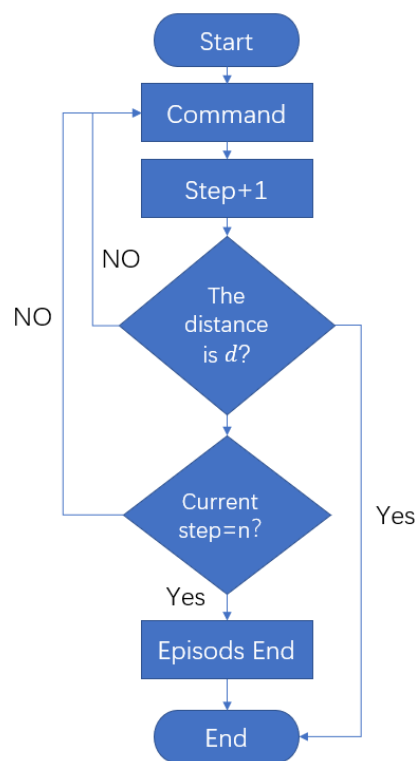 Start
Command
Step+1
NO
The
distance
is d?
NO
Current
step=n?
Yes
Yes
Episods End
End